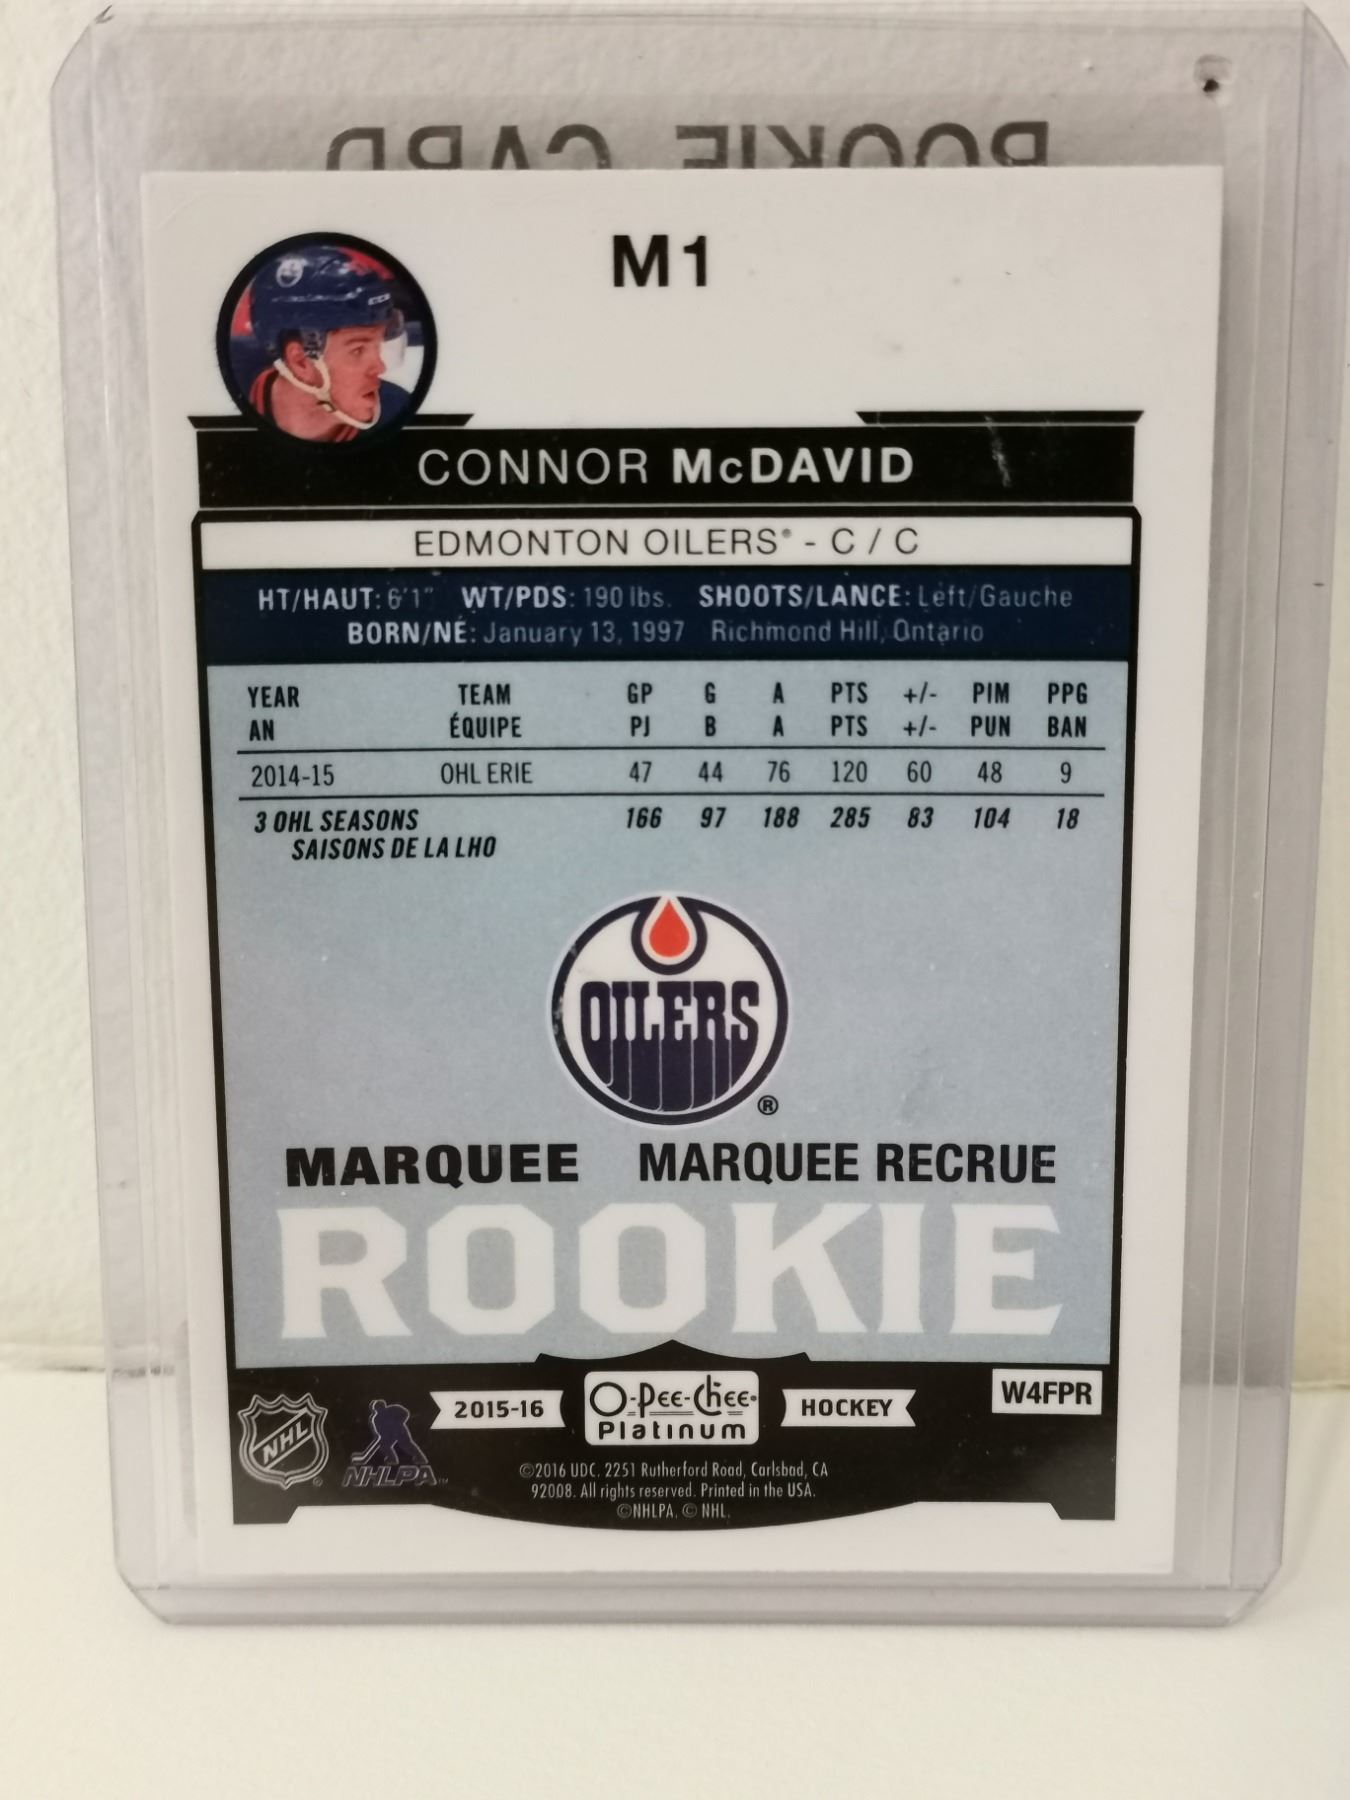 ROOKIE CARD
M1
CONNOR McDAVID
EDMONTON OILERS® - C / C
HT/HAUT: 6'1" WT/PDS: 190 lbs. SHOOTS/LANCE: Left/Gauche
BORN/NÉ: January 13, 1997 Richmond Hill, Ontario
YEAR TEAM GP G A PTS +/- PIM PPG
AN ÉQUIPE PJ B A PTS +/- PUN BAN
2014-15 OHL ERIE 47 44 76 120 60 48 9
3 OHL SEASONS 166 97 188 285 83 104 18
SAISONS DE LA LHO
OILERS
®
MARQUEE MARQUEE RECRUE
ROOKIE
W4FPR
NHL NHLPA™ 2015-16 O-Pee-Chee® HOCKEY
Platinum
©2016 UDC. 2251 Rutherford Road, Carlsbad, CA
92008. All rights reserved. Printed in the USA.
©NHLPA. © NHL.